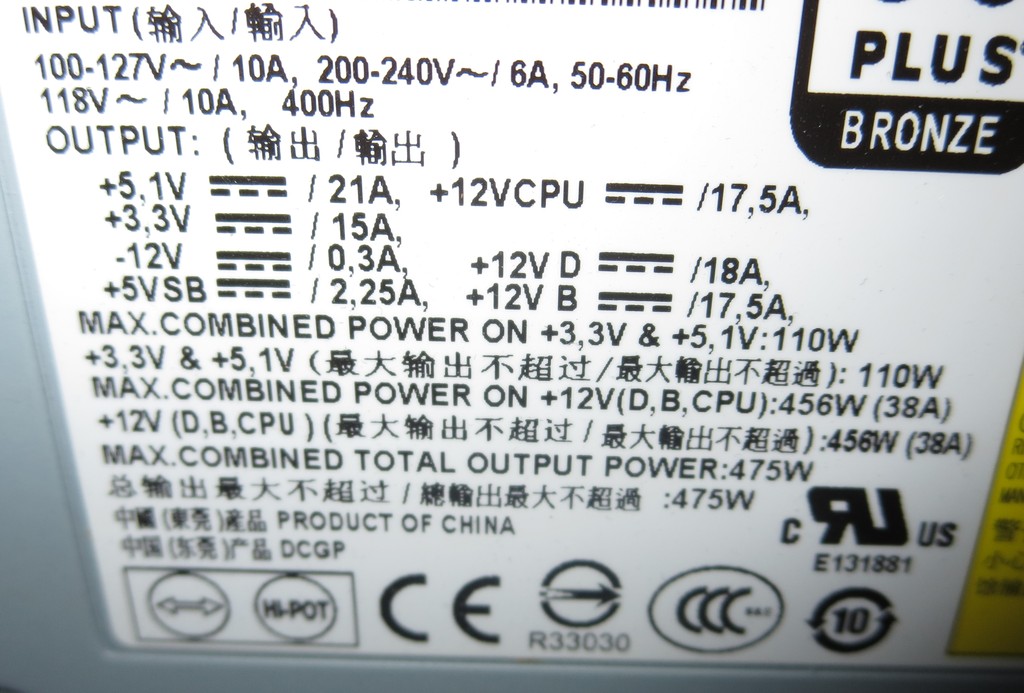 INPUT (输入/輸入)
PLUS
BRONZE
100-127V～ / 10A, 200-240V～/ 6A, 50-60Hz
118V～ / 10A, 400Hz
OUTPUT: ( 输出 / 輸出 )
+5,1V / 21A, +12VCPU /17,5A,
+3,3V / 15A,
-12V / 0,3A, +12V D /18A,
+5VSB / 2,25A, +12V B /17,5A,
MAX.COMBINED POWER ON +3,3V & +5,1V:110W
+3,3V & +5,1V (最大输出不超过/最大輸出不超過): 110W
MAX.COMBINED POWER ON +12V(D,B,CPU):456W (38A)
+12V (D,B,CPU ) (最大输出不超过 / 最大輸出不超過) :456W (38A)
MAX.COMBINED TOTAL OUTPUT POWER:475W
总输出最大不超过 / 總輸出最大不超過 :475W
中國 (東莞) 産品 PRODUCT OF CHINA
中国 (东莞) 产品 DCGP
C RU US
E131881
HI-POT
CE
R33030
CCC
10